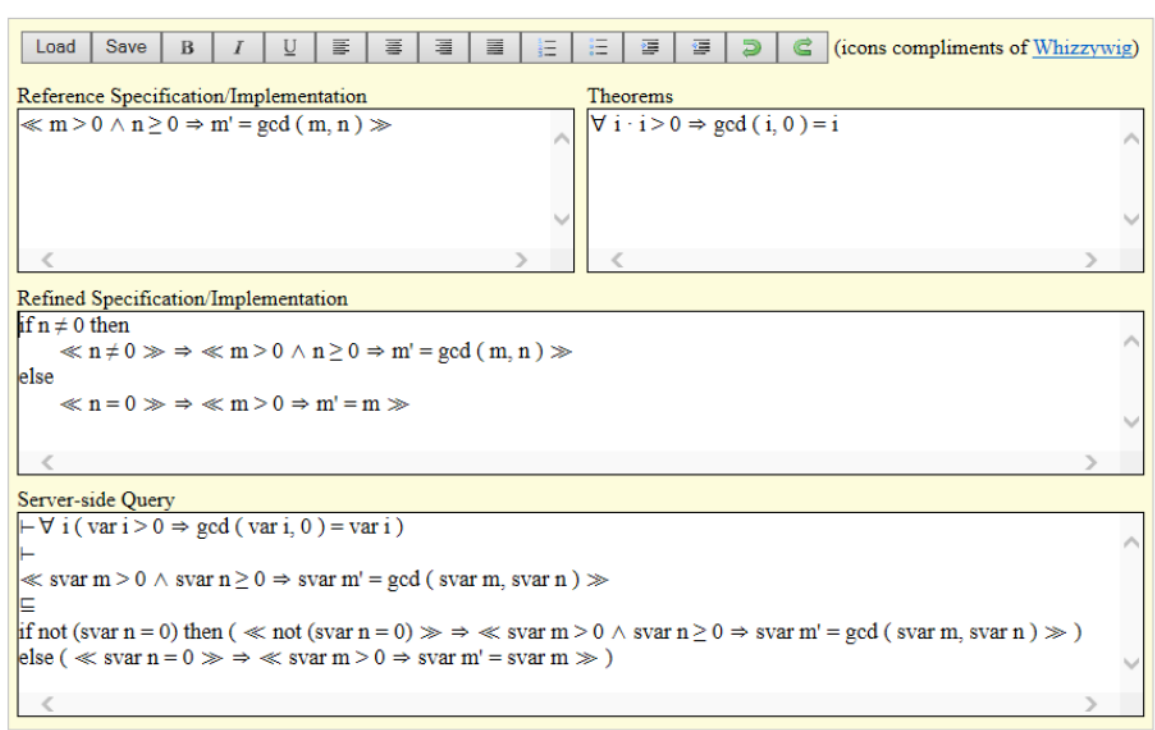 Load Save B I U (icons compliments of Whizzywig)
Reference Specification/Implementation
≪ m > 0 ∧ n ≥ 0 ⇒ m' = gcd ( m, n ) ≫
Theorems
∀ i · i > 0 ⇒ gcd ( i, 0 ) = i
Refined Specification/Implementation
if n ≠ 0 then
≪ n ≠ 0 ≫ ⇒ ≪ m > 0 ∧ n ≥ 0 ⇒ m' = gcd ( m, n ) ≫
else
≪ n = 0 ≫ ⇒ ≪ m > 0 ⇒ m' = m ≫
Server-side Query
⊢ ∀ i ( var i > 0 ⇒ gcd ( var i, 0 ) = var i )
⊢
≪ svar m > 0 ∧ svar n ≥ 0 ⇒ svar m' = gcd ( svar m, svar n ) ≫
⊑
if not (svar n = 0) then ( ≪ not (svar n = 0) ≫ ⇒ ≪ svar m > 0 ∧ svar n ≥ 0 ⇒ svar m' = gcd ( svar m, svar n ) ≫ )
else ( ≪ svar n = 0 ≫ ⇒ ≪ svar m > 0 ⇒ svar m' = svar m ≫ )